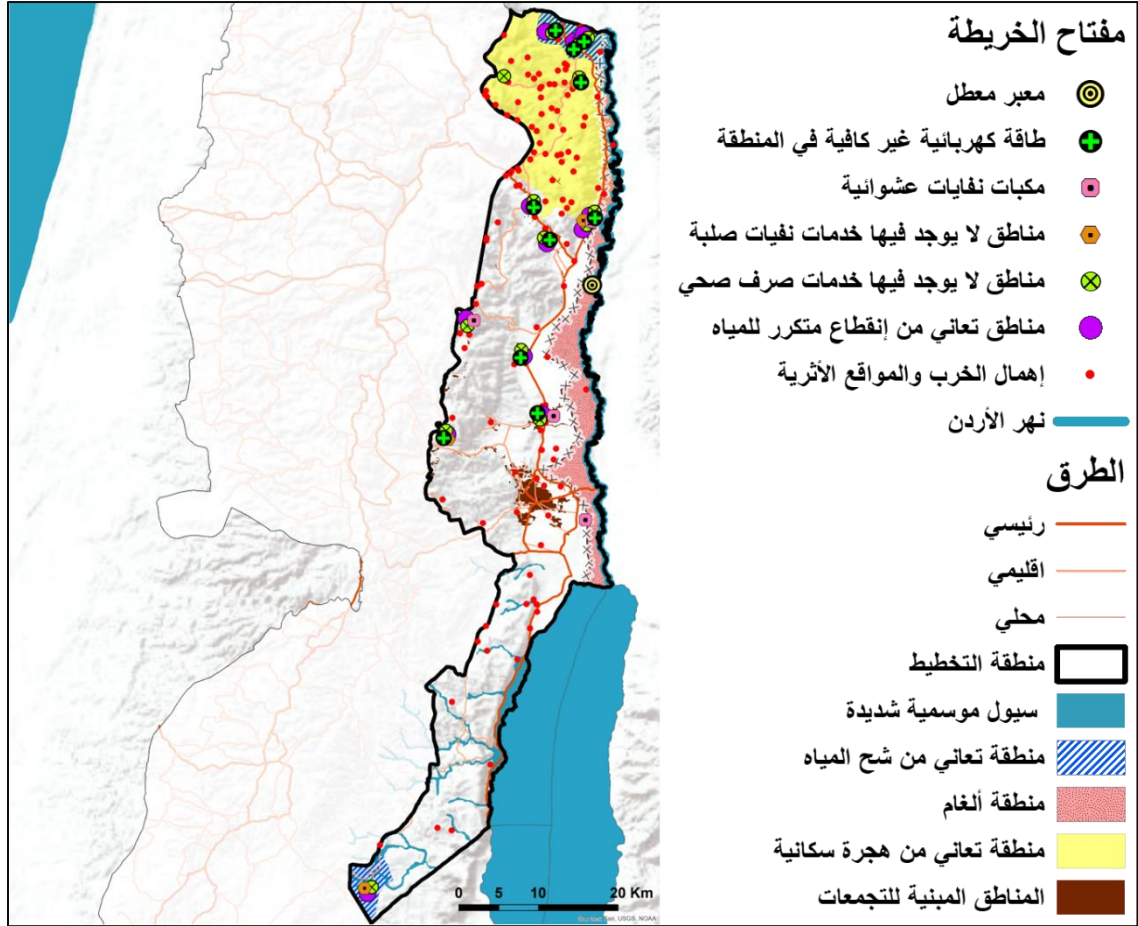 مفتاح الخريطة
معبر معطل
طاقة كهربائية غير كافية في المنطقة
مكبات نفايات عشوائية
مناطق لا يوجد فيها خدمات نفيات صلبة
مناطق لا يوجد فيها خدمات صرف صحي
مناطق تعاني من إنقطاع متكرر للمياه
إهمال الخرب والمواقع الأثرية
نهر الأردن
الطرق
رئيسي
اقليمي
محلي
منطقة التخطيط
سيول موسمية شديدة
منطقة تعاني من شح المياه
منطقة ألغام
منطقة تعاني من هجرة سكانية
المناطق المبنية للتجمعات
0 5 10 20 Km
USGS, NOAA